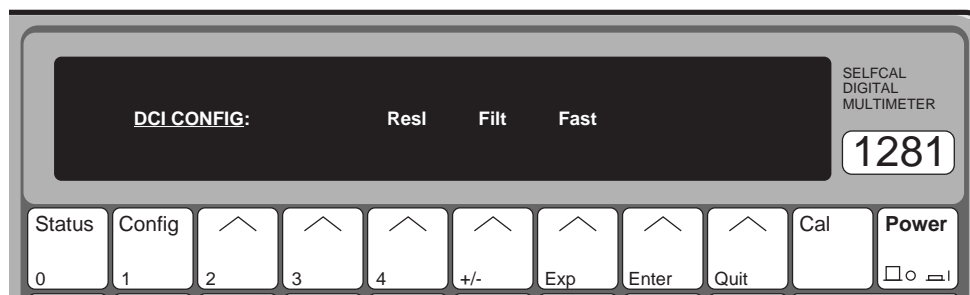 SELFCAL
DIGITAL
MULTIMETER
DCI CONFIG: Resl Filt Fast
1281
Status Config Cal Power
0 1 2 3 4 +/- Exp Enter Quit